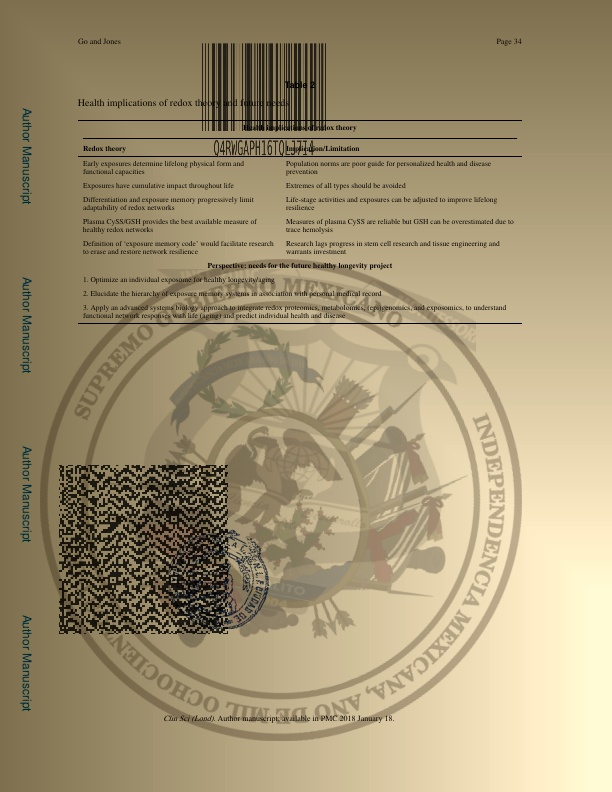 Go and Jones Page 34
Table 2
Health implications of redox theory and future needs
Health implications of redox theory
Q4RWGAPH16TQLJ7I4
Redox theory Implication/Limitation
Early exposures determine lifelong physical form and functional capacities Population norms are poor guide for personalized health and disease prevention
Exposures have cumulative impact throughout life Extremes of all types should be avoided
Differentiation and exposure memory progressively limit adaptability of redox networks Life-stage activities and exposures can be adjusted to improve lifelong resilience
Plasma CySS/GSH provides the best available measure of healthy redox networks Measures of plasma CySS are reliable but GSH can be overestimated due to trace hemolysis
Definition of ‘exposure memory code’ would facilitate research to erase and restore network resilience Research lags progress in stem cell research and tissue engineering and warrants investment
Perspective: needs for the future healthy longevity project
1. Optimize an individual exposome for healthy longevity/aging
2. Elucidate the hierarchy of exposure memory systems in association with personal medical record
3. Apply an advanced systems biology approach to integrate redox proteomics, metabolomics, epigenomics, and exposomics, to understand
functional network responses with life (aging) and predict individual health and disease
SUPREMO GOBIERNO MEXICANO
INDEPENDENCIA MEXICANA, AÑO DE MIL OCHOCIEN
Clin Sci (Lond). Author manuscript; available in PMC 2018 January 18.
Author Manuscript
Author Manuscript
Author Manuscript
Author Manuscript